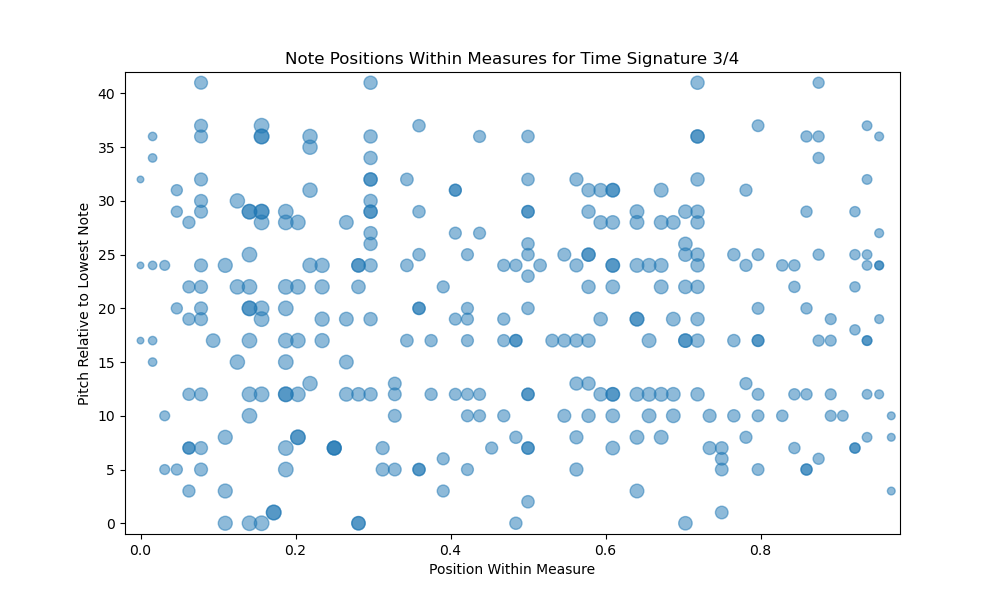 Note Positions Within Measures for Time Signature 3/4
40
35
30
25
20
15
10
5
0
Pitch Relative to Lowest Note
0.0 0.2 0.4 0.6 0.8
Position Within Measure